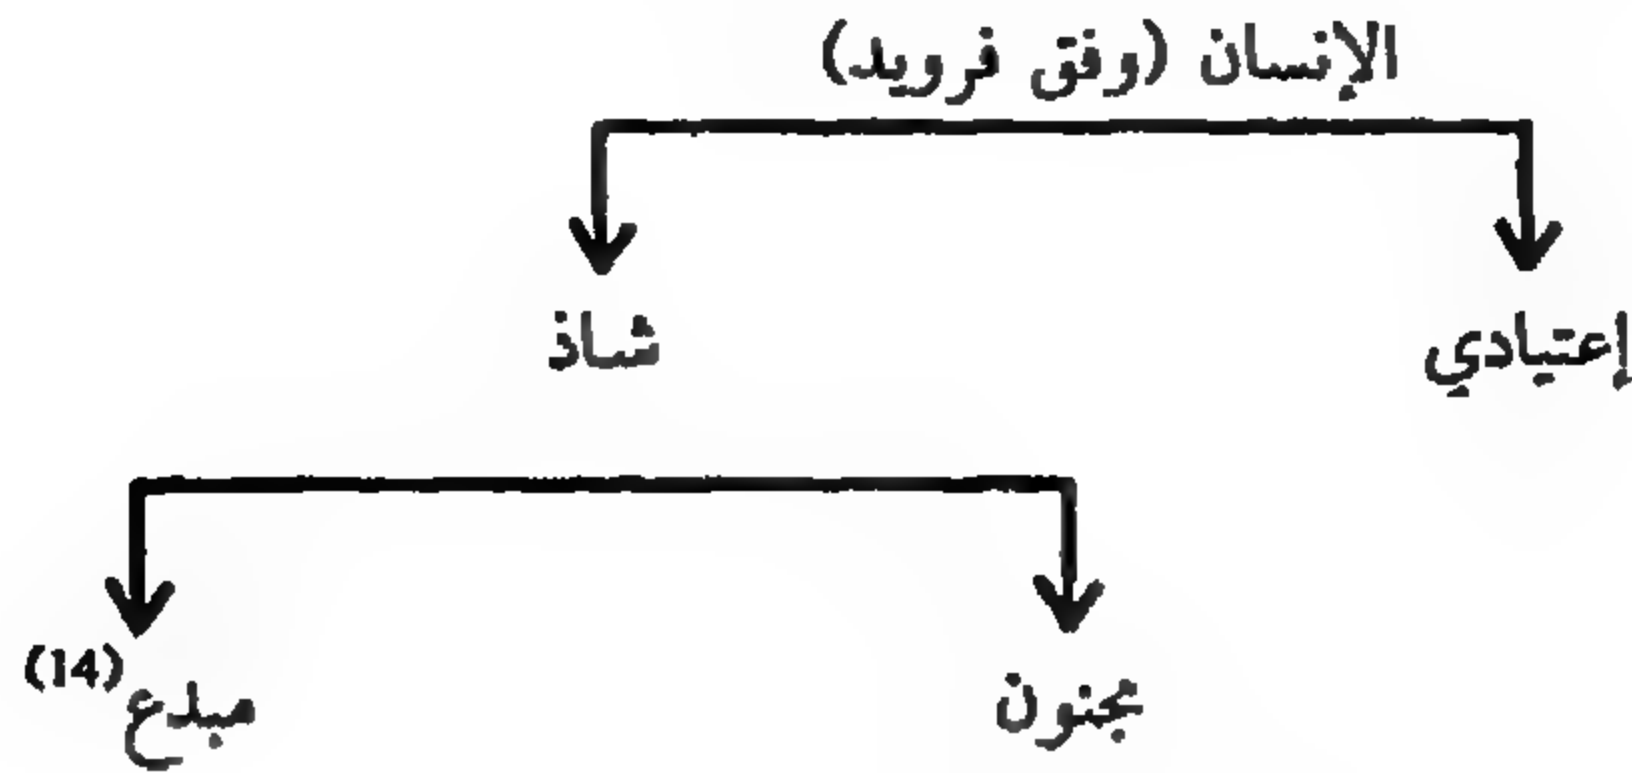 الإنسان (وفق فرويد)
إعتيادي شاذ
مجنون مبدع(14)